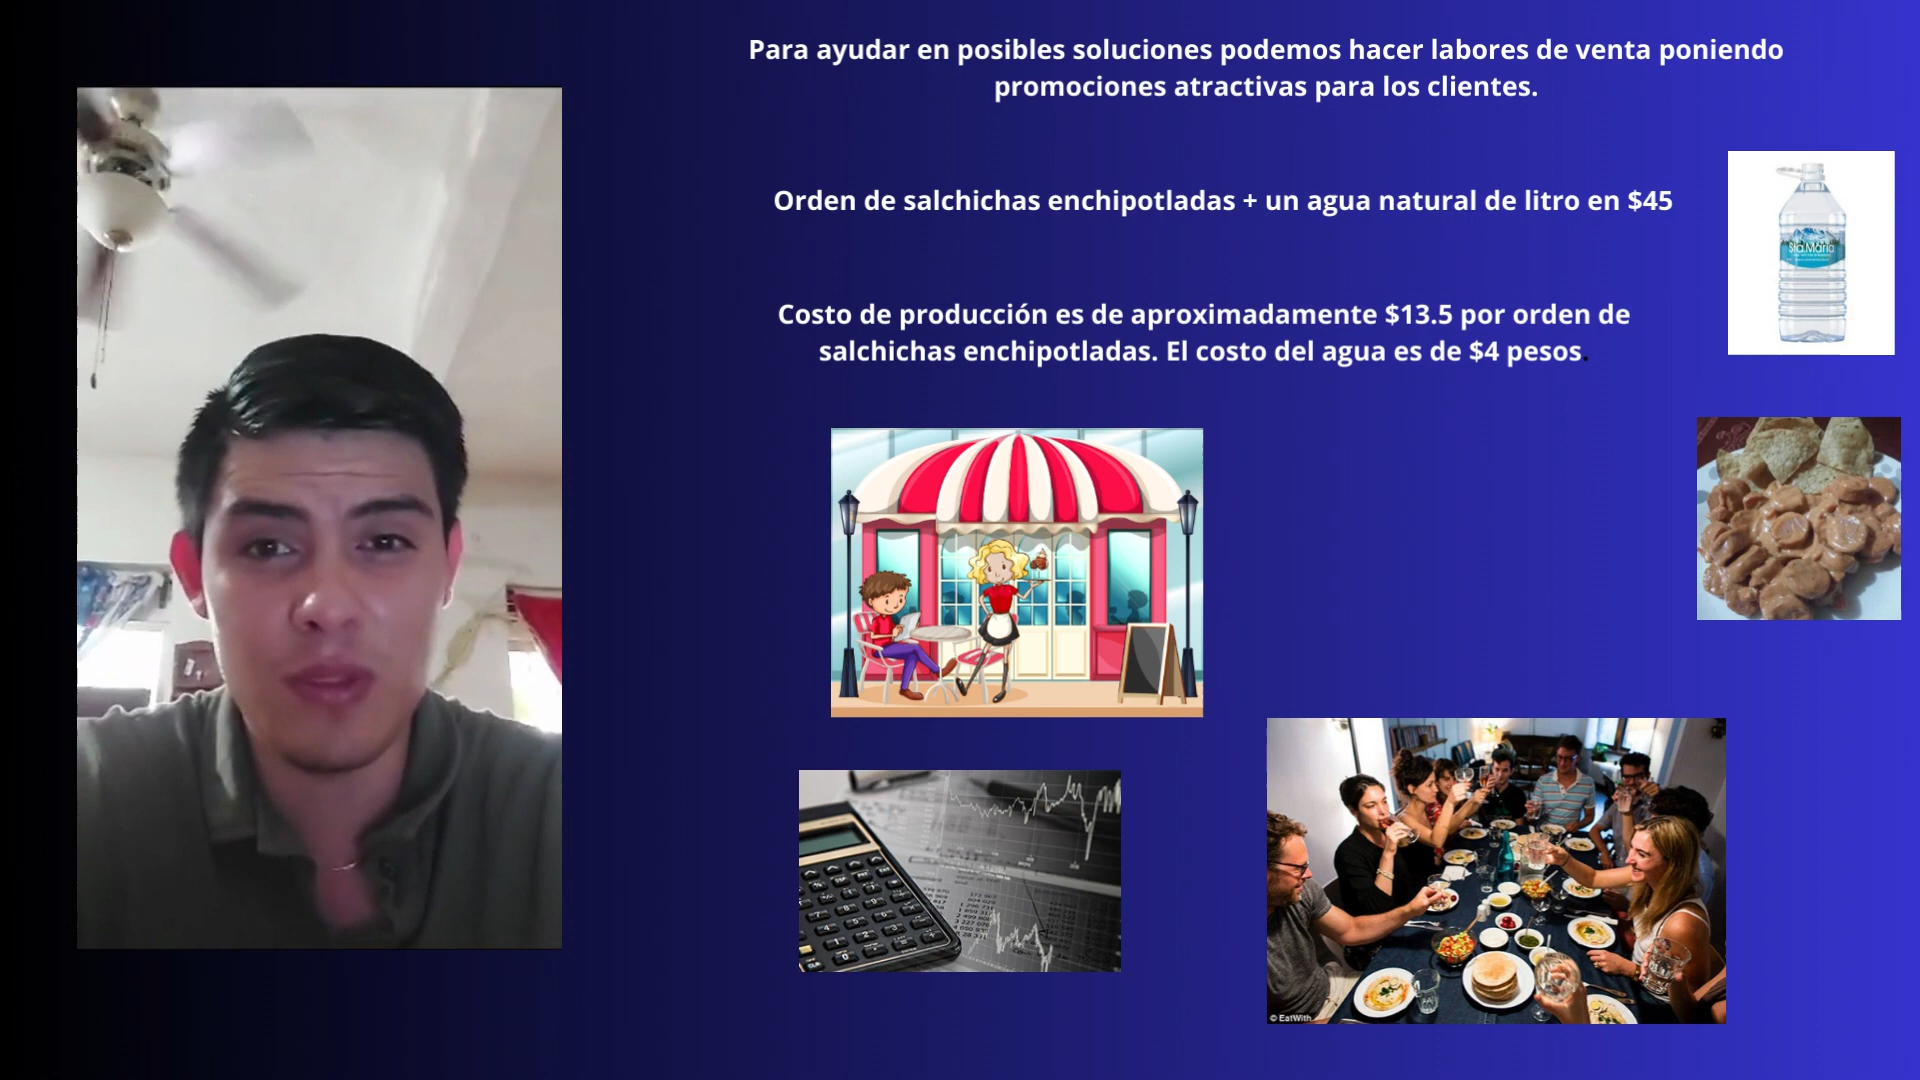 Para ayudar en posibles soluciones podemos hacer labores de venta poniendo
promociones atractivas para los clientes.
Orden de salchichas enchipotladas + un agua natural de litro en $45
Sta.María
Costo de producción es de aproximadamente $13.5 por orden de
salchichas enchipotladas. El costo del agua es de $4 pesos.
© EatWith